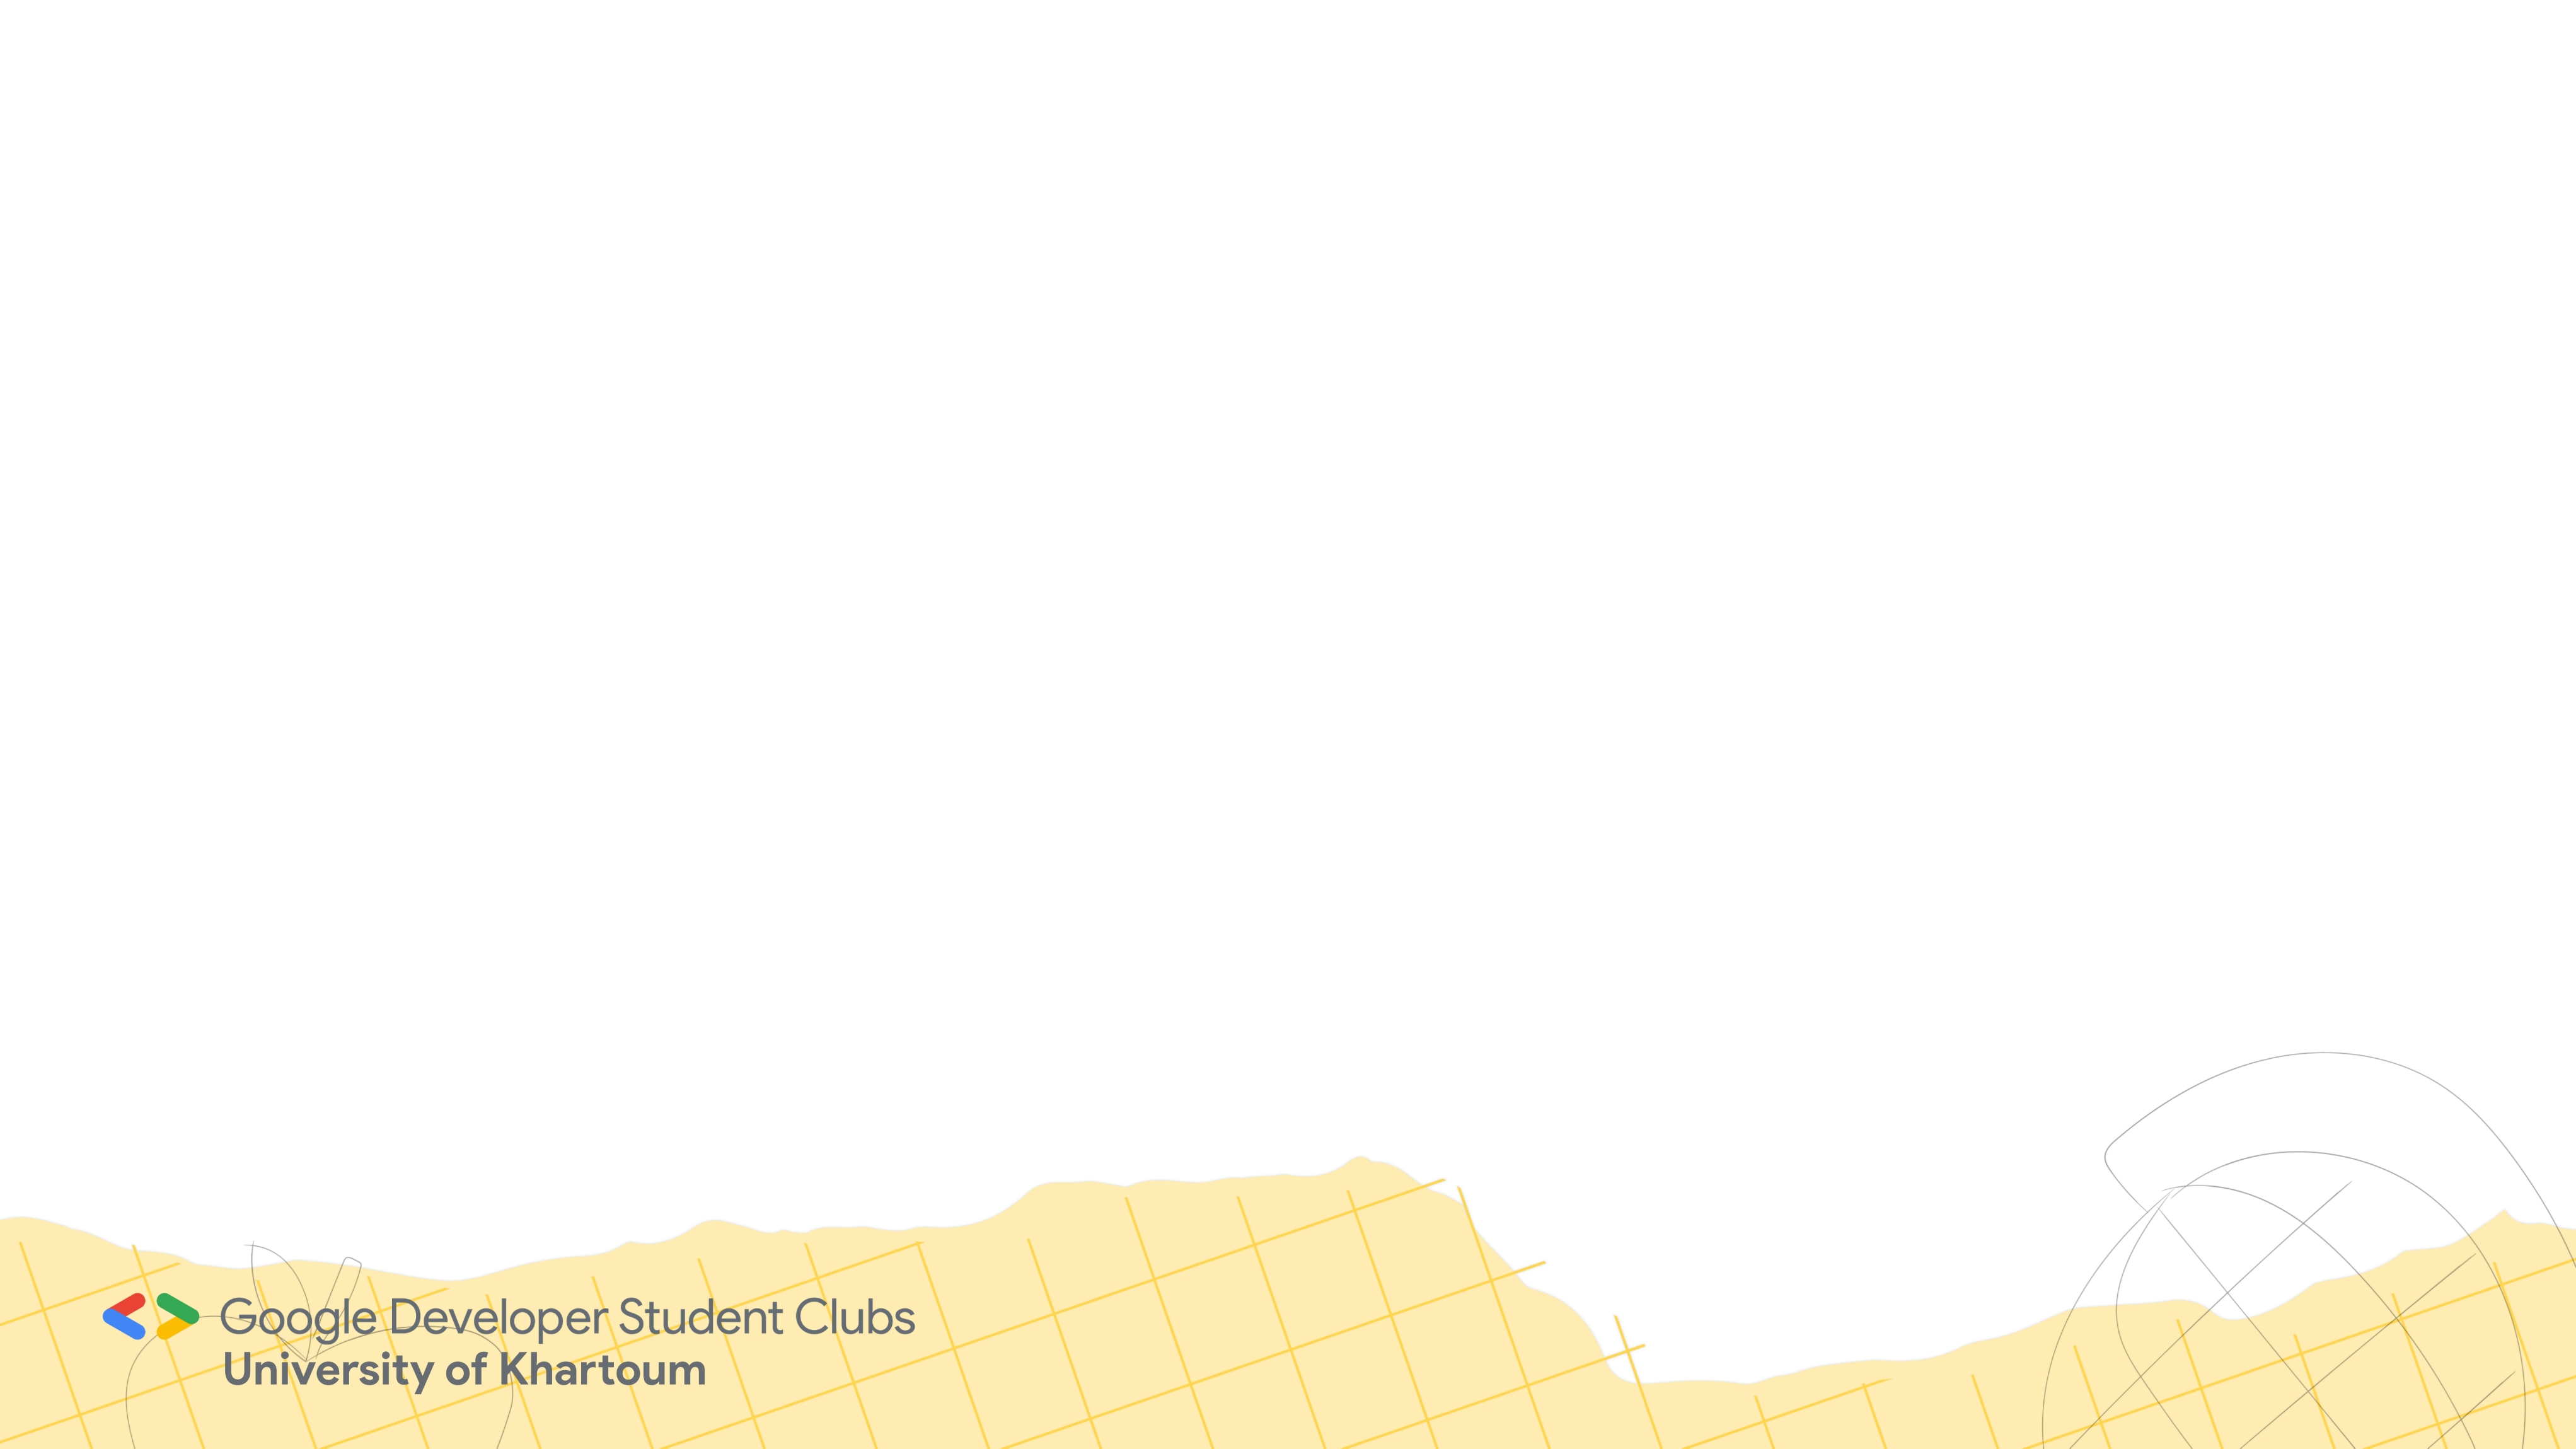 Google Developer Student Clubs
University of Khartoum